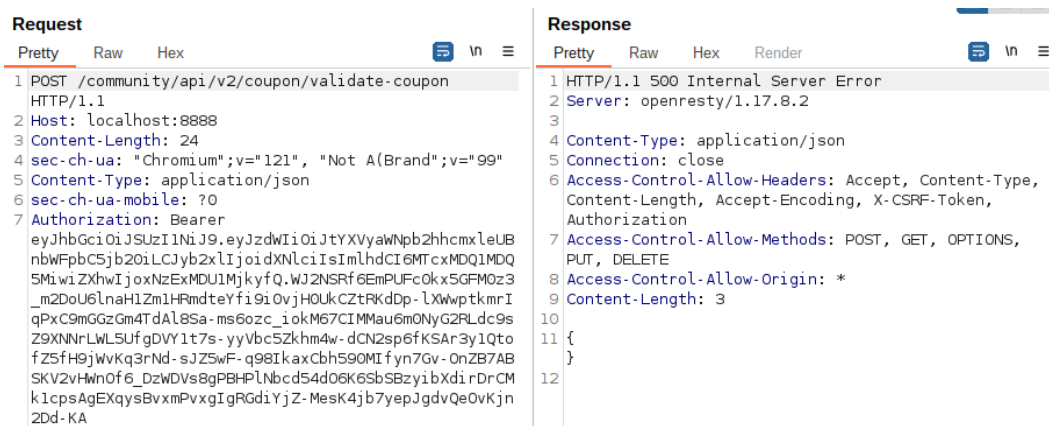 Request
Pretty Raw Hex \n
1 POST /community/api/v2/coupon/validate-coupon
HTTP/1.1
2 Host: localhost:8888
3 Content-Length: 24
4 sec-ch-ua: "Chromium";v="121", "Not A(Brand";v="99"
5 Content-Type: application/json
6 sec-ch-ua-mobile: ?0
7 Authorization: Bearer
eyJhbGciOiJSUzI1NiJ9.eyJzdWIiOiJtYXVyaWNpb2hhcmxleUB
nbWFpbC5jb20iLCJyb2xlIjoidXNlciIsImlhdCI6MTcxMDQ1MDQ
5MiwiZXhwIjoxNzExMDU1MjkyfQ.WJ2NSRf6EmPUFc0kx5GFM0z3
_m2DoU6lnaH1Zm1HRmdteYfi9i0vjH0UkCZtRKdDp-lXWwptkmrI
qPxC9mGGzGm4TdAl8Sa-ms6ozc_iokM67CIMMau6m0NyG2RLdc9s
Z9XNNrLWL5UfgDVY1t7s-yyVbc5Zkhm4w-dCN2sp6fKSAr3y1Qto
fZ5fH9jWvKq3rNd-sJZ5wF-q98IkaxCbh590MIfyn7Gv-OnZB7AB
SKV2vHWnOf6_DzWDVs8gPBHPlNbcd54d06K6SbSBzyibXdirDrCM
k1cpsAgEXqysBvxmPvxgIgRGdiYjZ-MesK4jb7yepJgdvQeOvKjn
2Dd-KA
Response
Pretty Raw Hex Render \n
1 HTTP/1.1 500 Internal Server Error
2 Server: openresty/1.17.8.2
3
4 Content-Type: application/json
5 Connection: close
6 Access-Control-Allow-Headers: Accept, Content-Type,
Content-Length, Accept-Encoding, X-CSRF-Token,
Authorization
7 Access-Control-Allow-Methods: POST, GET, OPTIONS,
PUT, DELETE
8 Access-Control-Allow-Origin: *
9 Content-Length: 3
10
11 {
}
12